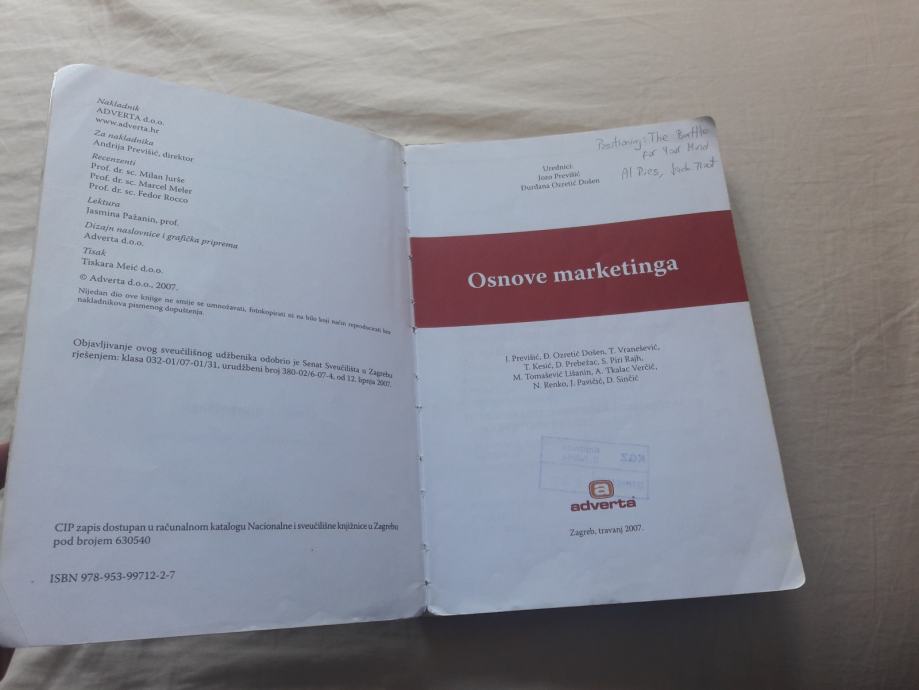 Nakladnik
ADVERTA d.o.o.
www.adverta.hr
Za nakladnika
Andrija Previšić, direktor
Recenzenti
Prof. dr. sc. Milan Jurše
Prof. dr. sc. Marcel Meler
Prof. dr. sc. Fedor Rocco
Lektura
Jasmina Pažanin, prof.
Dizajn naslovnice i grafička priprema
Adverta d.o.o.
Tisak
Tiskara Meić d.o.o.
© Adverta d.o.o., 2007.
Nijedan dio ove knjige ne smije se umnožavati, fotokopirati ni na bilo koji način reproducirati bez
nakladnikova pismenog dopuštenja.
Objavljivanje ovog sveučilišnog udžbenika odobrio je Senat Sveučilišta u Zagrebu
rješenjem: klasa 032-01/07-01/31, urudžbeni broj 380-02/6-07-4, od 12. lipnja 2007.
CIP zapis dostupan u računalnom katalogu Nacionalne i sveučilišne knjižnice u Zagrebu
pod brojem 630540
ISBN 978-953-99712-2-7
Positioning: The Battle
for Your Mind
Al Ries, Jack
Urednici:
Jozo Previšić
Đurđana Ozretić Došen
Osnove marketinga
J. Previšić, Đ. Ozretić Došen, T. Vranešević,
T. Kesić, D. Prebežac, S. Piri Rajh,
M. Tomašević Lišanin, A. Tkalac Verčič,
N. Renko, J. Pavičić, D. Sinčić
KGZ
a
adverta
Zagreb, travanj 2007.